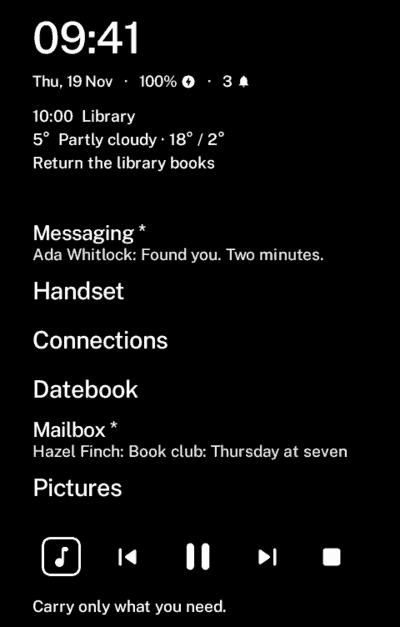 09:41
Thu, 19 Nov · 100% · 3
10:00 Library
5° Partly cloudy · 18° / 2°
Return the library books
Messaging *
Ada Whitlock: Found you. Two minutes.
Handset
Connections
Datebook
Mailbox *
Hazel Finch: Book club: Thursday at seven
Pictures
Carry only what you need.